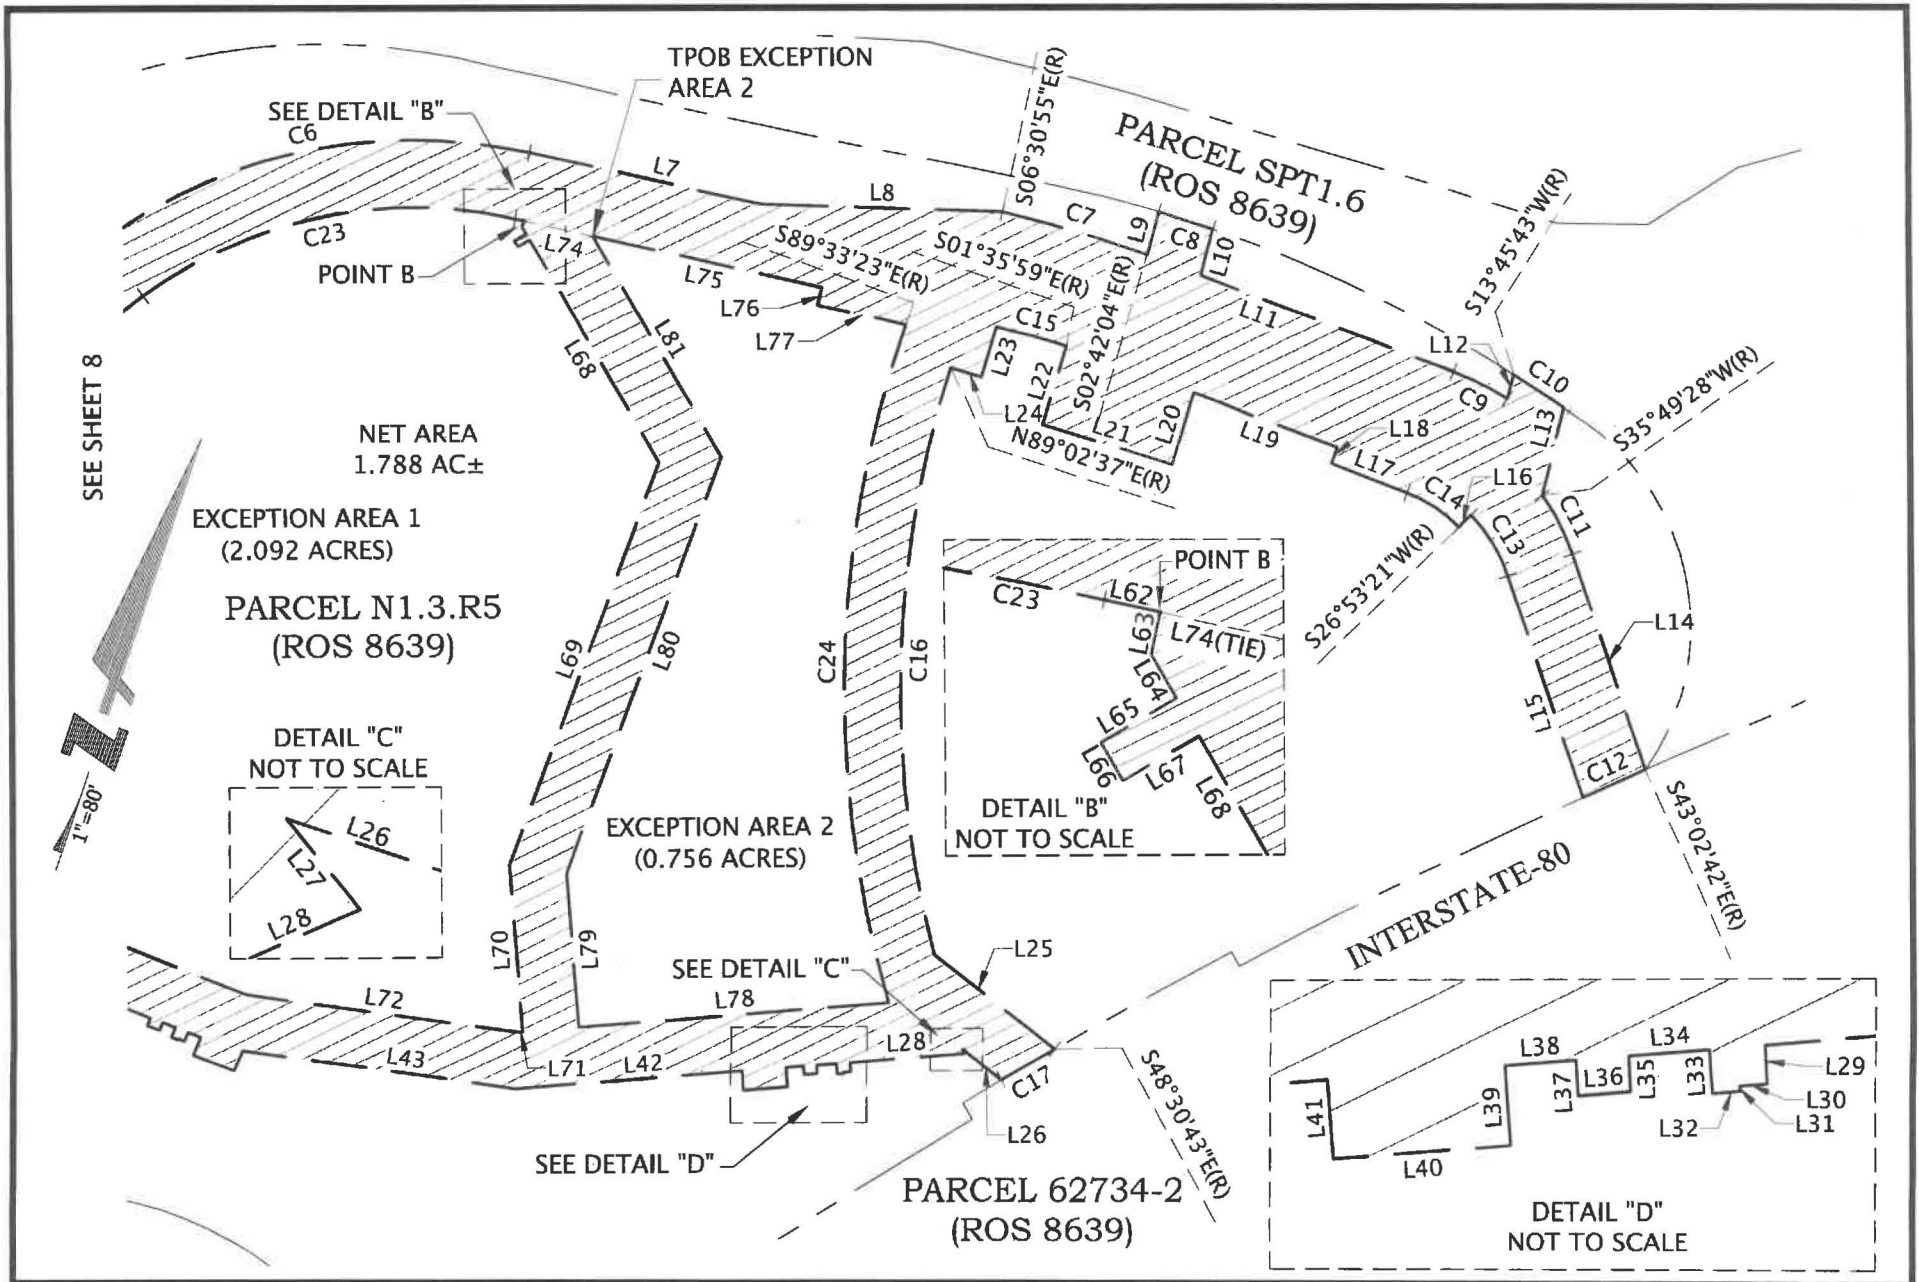 TPOB EXCEPTION
AREA 2
SEE DETAIL "B"
C6
L7
L8
S06°30'55"E(R)
C7
L9
C8
L10
PARCEL SPT1.6
(ROS 8639)
S13°45'43"W(R)
C23
L74
POINT B
L75
L76
L77
S89°33'23"E(R)
S01°35'59"E(R)
S02°42'04"E(R)
C15
L23
L22
L24
N89°02'37"E(R)
L21
L20
L11
L12
C9
C10
L13
S35°49'28"W(R)
L19
L18
L17
C14
L16
C13
C11
S26°53'21"W(R)
L14
L15
C12
S43°02'42"E(R)
SEE SHEET 8
L68
L81
NET AREA
1.788 AC±
EXCEPTION AREA 1
(2.092 ACRES)
PARCEL N1.3.R5
(ROS 8639)
L69
L80
C24
C16
N
1"=80'
POINT B
C23
L62
L63
L74(TIE)
L64
L65
L66
L67
L68
DETAIL "B"
NOT TO SCALE
DETAIL "C"
NOT TO SCALE
L26
L27
L28
EXCEPTION AREA 2
(0.756 ACRES)
L70
L79
L25
SEE DETAIL "C"
L72
L78
L43
L71
L42
L28
C17
L26
SEE DETAIL "D"
S48°30'43"E(R)
INTERSTATE-80
PARCEL 62734-2
(ROS 8639)
L38
L34
L41
L39
L37
L36
L35
L33
L29
L30
L31
L32
L40
DETAIL "D"
NOT TO SCALE